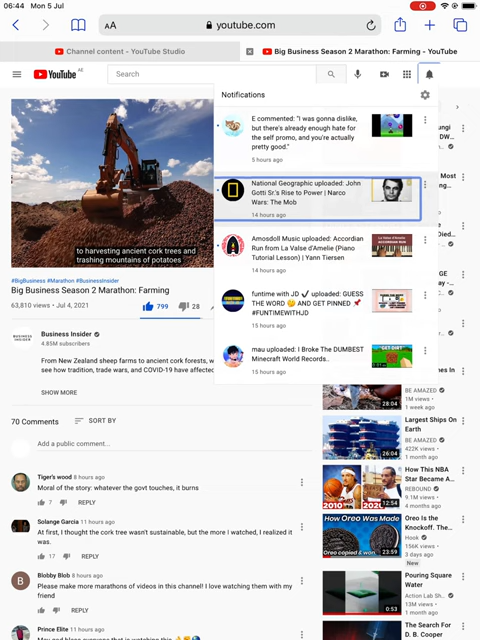 06:44 Mon 5 Jul
AA youtube.com
Channel content - YouTube Studio
Big Business Season 2 Marathon: Farming - YouTube
YouTube AE
Search
Notifications
E commented: "I was gonna dislike,
but there's already enough hate for
the self promo, and you're actually
pretty good."
5 hours ago
National Geographic uploaded: John
Gotti Sr.'s Rise to Power | Narco
Wars: The Mob
14 hours ago
Amosdoll Music uploaded: Accordian
Run from La Valse d'Amelie (Piano
Tutorial Lesson) | Yann Tiersen
14 hours ago
funtime with JD ✔ uploaded: GUESS
THE WORD 🤔 AND GET PINNED 📌
#FUNTIMEWITHJD
15 hours ago
mau uploaded: I Broke The DUMBEST
Minecraft World Records..
15 hours ago
to harvesting ancient cork trees and
trashing mountains of potatoes
#BigBusiness #Marathon #BusinessInsider
Big Business Season 2 Marathon: Farming
63,810 views • Jul 4, 2021
799
28
BUSINESS
INSIDER
Business Insider
4.85M subscribers
From New Zealand sheep farms to ancient cork forests, w
see how tradition, trade wars, and COVID-19 have affected
SHOW MORE
70 Comments
SORT BY
Add a public comment...
Tiger's wood 8 hours ago
Moral of the story: whatever the govt touches, it burns
7
REPLY
Solange Garcia 11 hours ago
At first, I thought the cork tree wasn't sustainable, but the more I watched, I realized it
was.
17
REPLY
B
Blobby Blob 8 hours ago
Please make more marathons of videos in this channel! I love watching them with my
friend
REPLY
Prince Elite 11 hours ago
28:04
BE AMAZED
1M views •
1 week ago
Largest Ships On
Earth
BE AMAZED
422K views •
1 month ago
26:04
How This NBA
Star Became A...
REBOUND
9.1M views •
4 months ago
12:54
Oreo Is the
Knockoff. The...
Hook
156K views •
3 days ago
New
How Oreo Was Made
Oreo copied & won.
23:59
Pouring Square
Water
Action Lab Sh..
13M views •
1 month ago
0:53
The Search For
D. B. Cooper